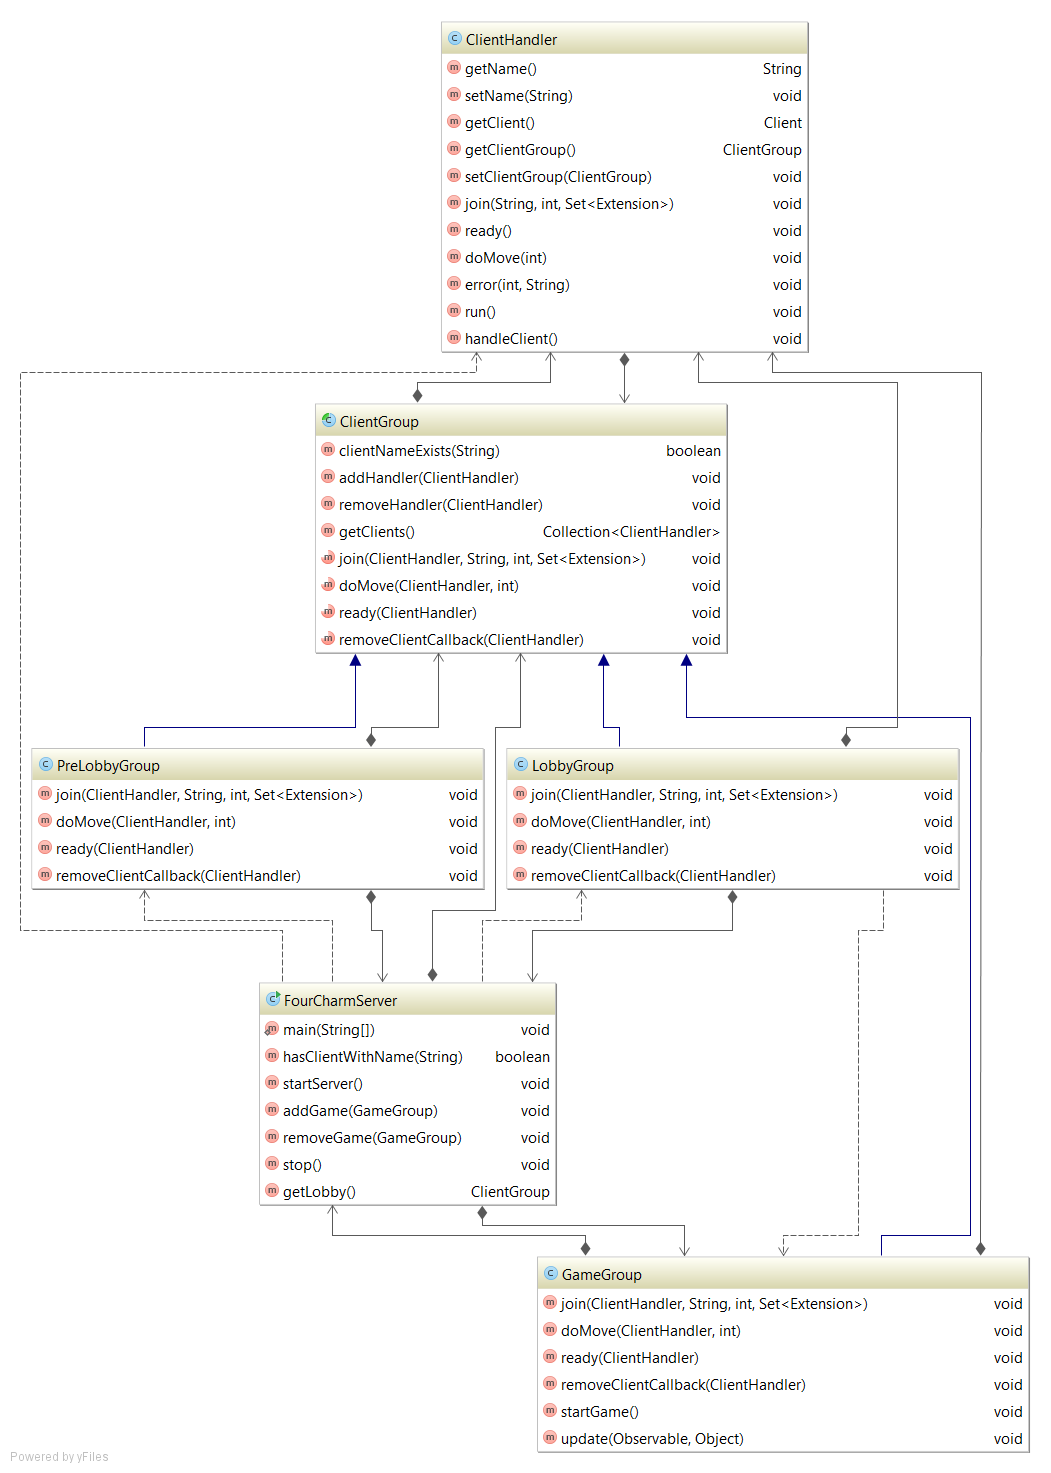 ClientHandler
getName() String
setName(String) void
getClient() Client
getClientGroup() ClientGroup
setClientGroup(ClientGroup) void
join(String, int, Set<Extension>) void
ready() void
doMove(int) void
error(int, String) void
run() void
handleClient() void
ClientGroup
clientNameExists(String) boolean
addHandler(ClientHandler) void
removeHandler(ClientHandler) void
getClients() Collection<ClientHandler>
join(ClientHandler, String, int, Set<Extension>) void
doMove(ClientHandler, int) void
ready(ClientHandler) void
removeClientCallback(ClientHandler) void
PreLobbyGroup
join(ClientHandler, String, int, Set<Extension>) void
doMove(ClientHandler, int) void
ready(ClientHandler) void
removeClientCallback(ClientHandler) void
LobbyGroup
join(ClientHandler, String, int, Set<Extension>) void
doMove(ClientHandler, int) void
ready(ClientHandler) void
removeClientCallback(ClientHandler) void
FourCharmServer
main(String[]) void
hasClientWithName(String) boolean
startServer() void
addGame(GameGroup) void
removeGame(GameGroup) void
stop() void
getLobby() ClientGroup
GameGroup
join(ClientHandler, String, int, Set<Extension>) void
doMove(ClientHandler, int) void
ready(ClientHandler) void
removeClientCallback(ClientHandler) void
startGame() void
update(Observable, Object) void
Powered by yFiles